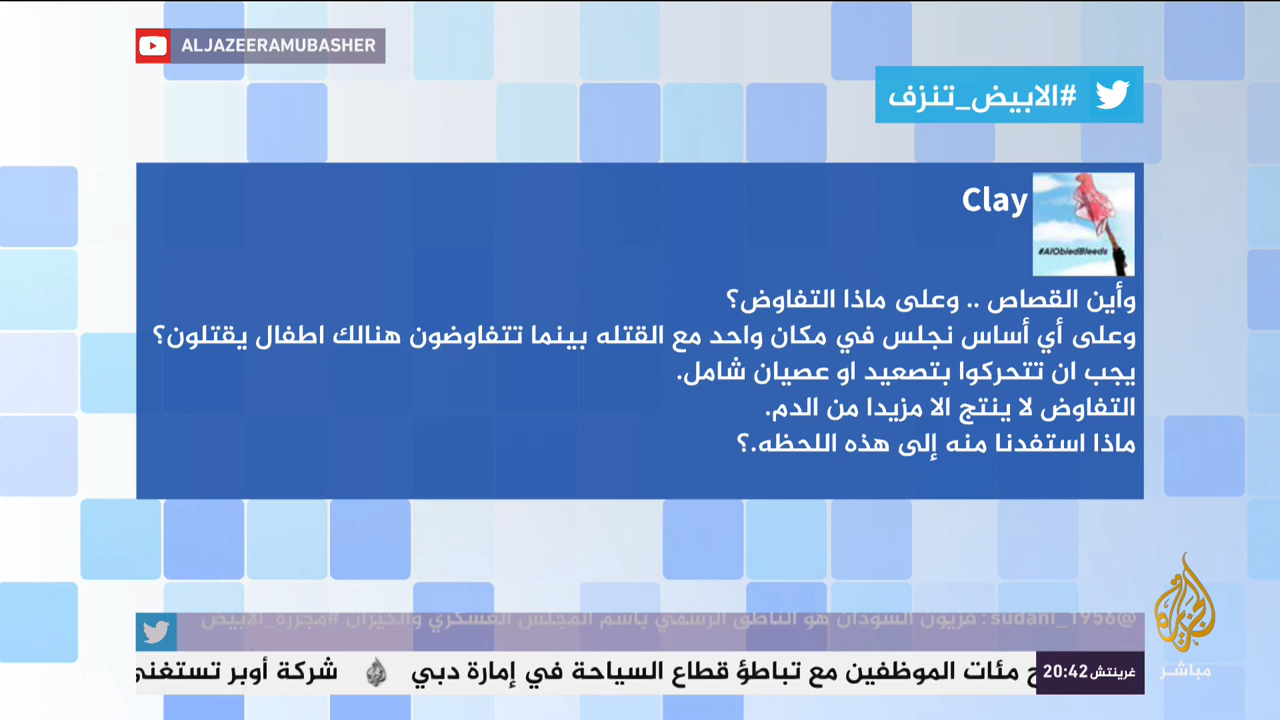 ALJAZEERAMUBASHER
#الابيض_تنزف
Clay
#AlObiedBleeds
وأين القصاص .. وعلى ماذا التفاوض؟
وعلى أي أساس نجلس في مكان واحد مع القتله بينما تتفاوضون هنالك اطفال يقتلون؟
يجب ان تتحركوا بتصعيد او عصيان شامل.
التفاوض لا ينتج الا مزيدا من الدم.
ماذا استفدنا منه إلى هذه اللحظه.؟
@sudani_1956 : تلفزيون السودان هو الناطق الرسمي باسم المجلس العسكري والكيزان #مجزرة_الابيض
غرينتش 20:42
ح مئات الموظفين مع تباطؤ قطاع السياحة في إمارة دبي شركة أوبر تستغني
الجزيرة
مباشر